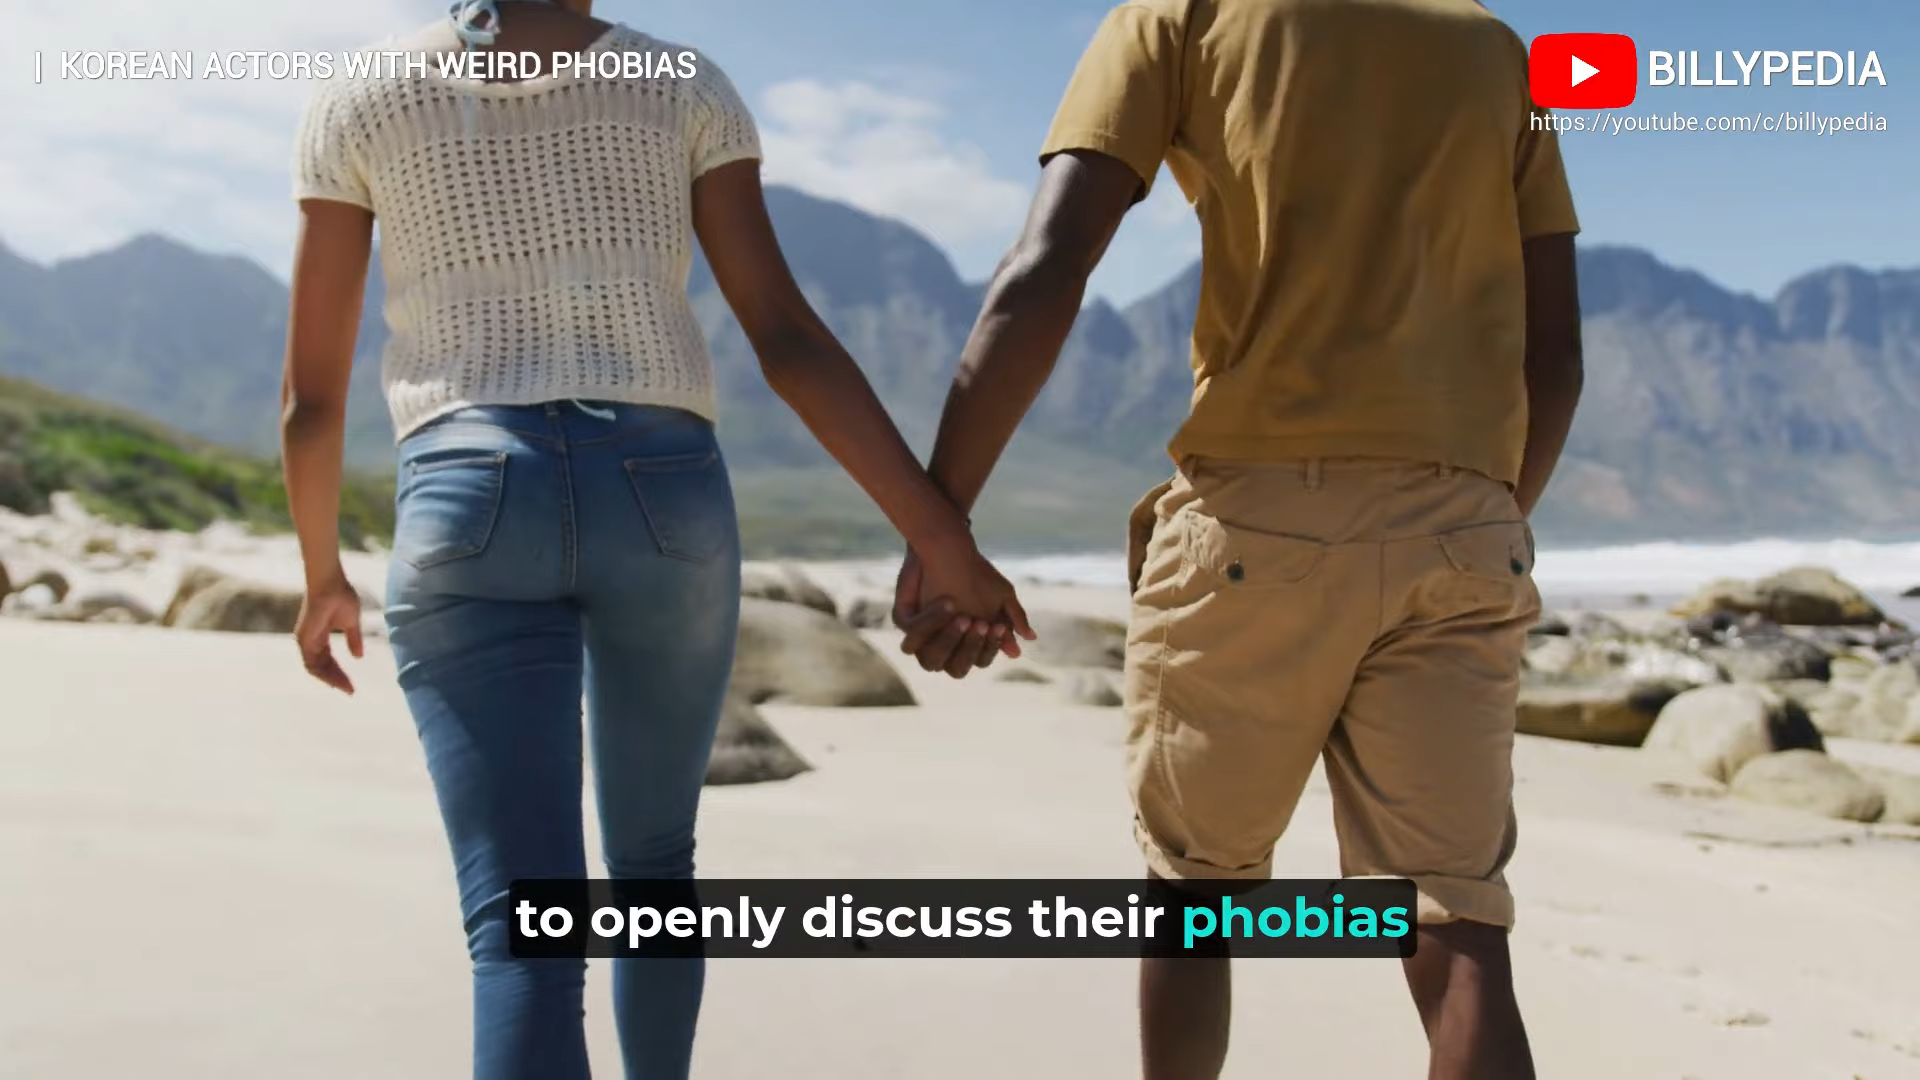 | KOREAN ACTORS WITH WEIRD PHOBIAS
BILLYPEDIA
https://youtube.com/c/billypedia
to openly discuss their phobias